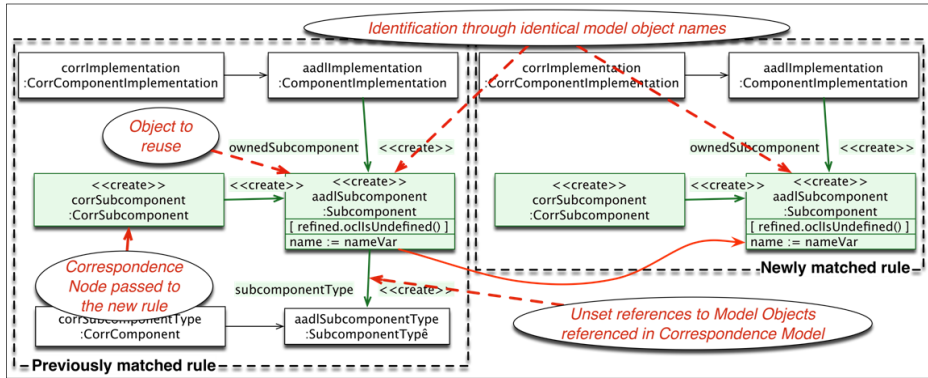 Identification through identical model object names
corrImplementation
:CorrComponentImplementation
aadlImplementation
:ComponentImplementation
Object to
reuse
ownedSubcomponent
<<create>>
<<create>>
corrSubcomponent
:CorrSubcomponent
<<create>>
<<create>>
aadlSubcomponent
:Subcomponent
[ refined.oclIsUndefined() ]
name := nameVar
Correspondence
Node passed to
the new rule
subcomponentType
<<create>>
corrSubcomponentType
:CorrComponent
aadlSubcomponentType
:SubcomponentTypê
Previously matched rule
corrImplementation
:CorrComponentImplementation
aadlImplementation
:ComponentImplementation
ownedSubcomponent
<<create>>
<<create>>
corrSubcomponent
:CorrSubcomponent
<<create>>
<<create>>
aadlSubcomponent
:Subcomponent
[ refined.oclIsUndefined() ]
name := nameVar
Newly matched rule
Unset references to Model Objects
referenced in Correspondence Model